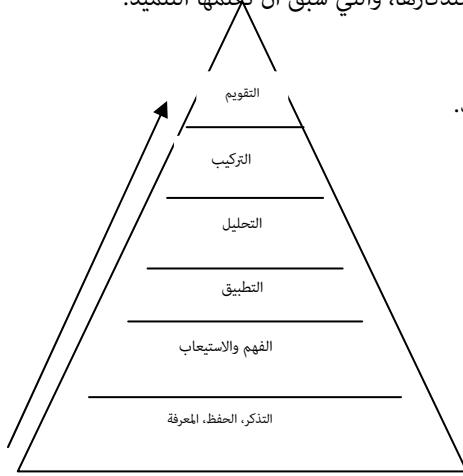 والتي سبق أن تعلمها التلميذ.
التقويم
التركيب
التحليل
التطبيق
الفهم والاستيعاب
التذكر، الحفظ، المعرفة